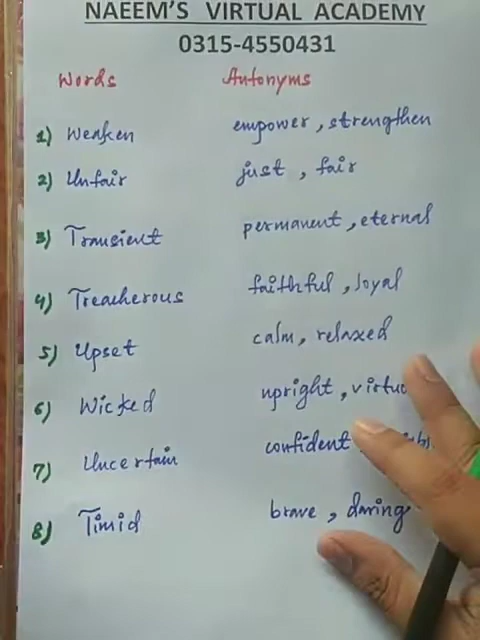 NAEEM'S VIRTUAL ACADEMY
0315-4550431
Words Antonyms
1) Weaken empower, strengthen
2) Unfair just, fair
3) Transient permanent, eternal
4) Treacherous faithful, loyal
5) Upset calm, relaxed
6) Wicked upright,
7) Uncertain confident
8) Timid brave, daring